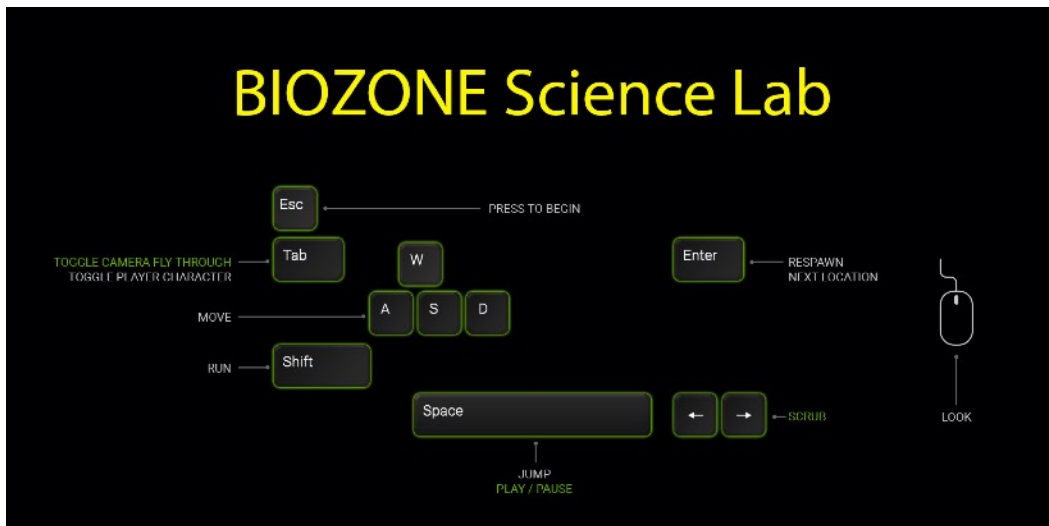 BIOZONE Science Lab
Esc
PRESS TO BEGIN
TOGGLE CAMERA FLY THROUGH
TOGGLE PLAYER CHARACTER
Tab
W
Enter
RESPAWN
NEXT LOCATION
MOVE
A S D
RUN
Shift
Space
← →
SCRUB
LOOK
JUMP
PLAY / PAUSE